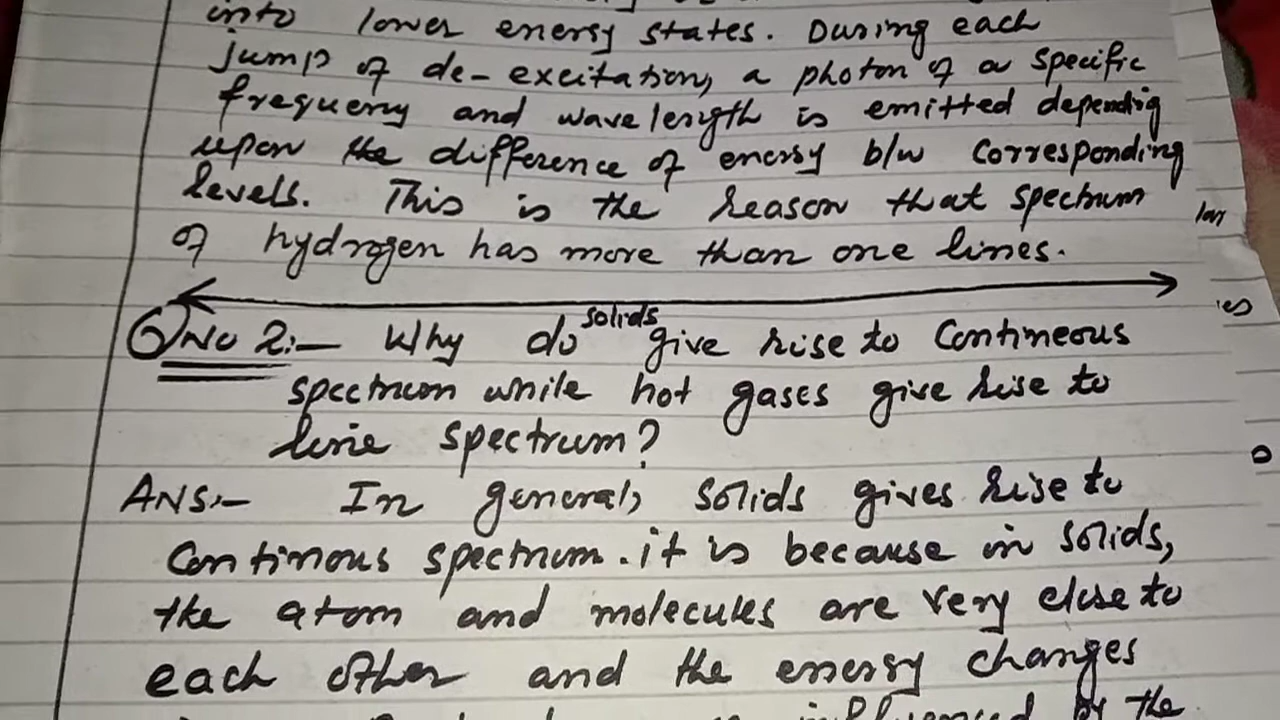 into lower energy states. During each
jump of de-excitation, a photon of a specific
frequency and wavelength is emitted depending
upon the difference of energy b/w corresponding
levels. This is the reason that spectrum
of hydrogen has more than one lines.
QNO 2:- Why do solids give rise to Contineous
spectrum while hot gases give rise to
line spectrum?
ANS:- In general, solids gives rise to
Continous spectrum. it is because in solids,
the atom and molecules are very close to
each other and the energy changes
influenced by the